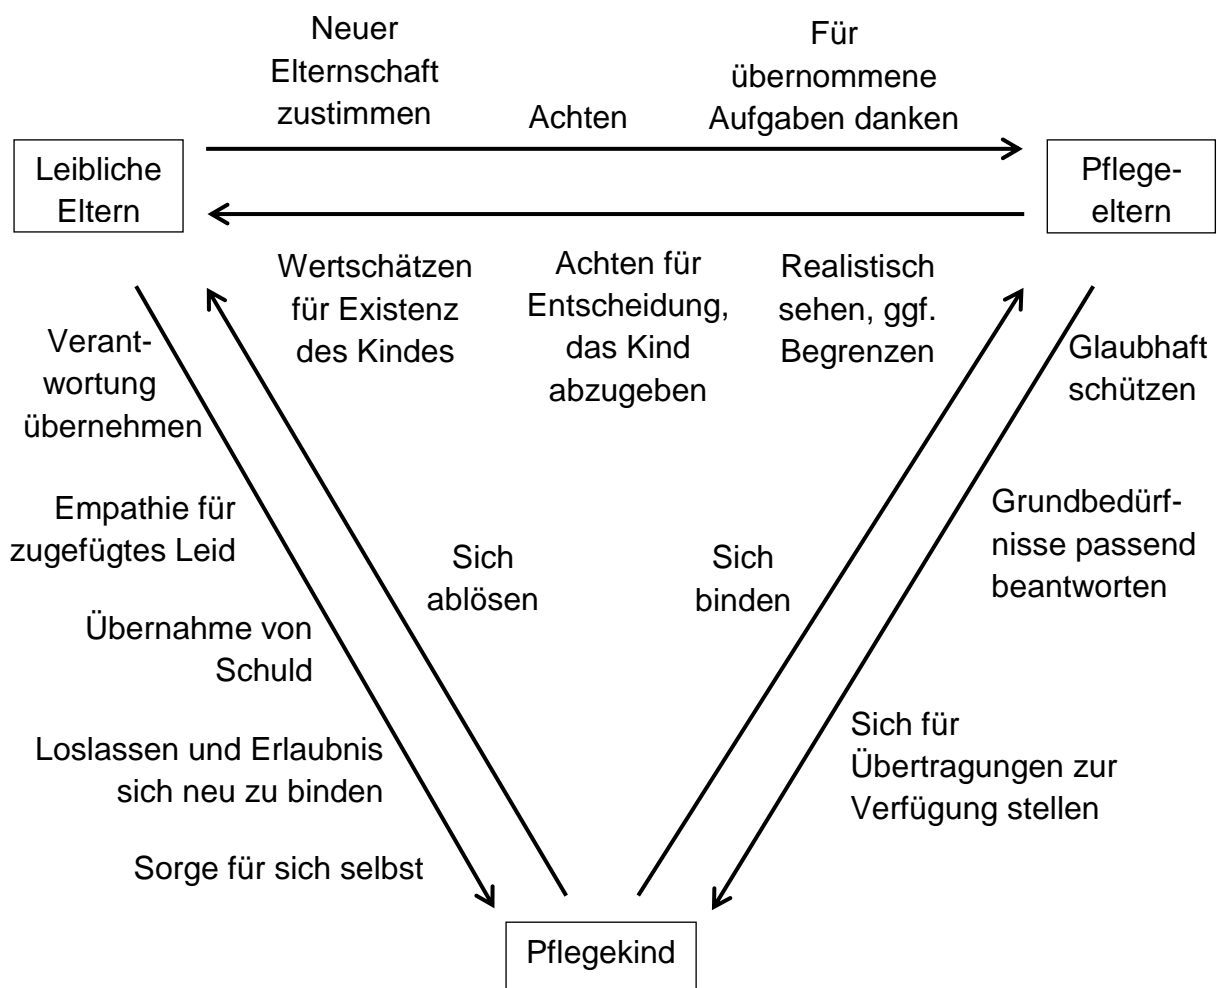 Neuer
Elternschaft
zustimmen
Achten
Für
übernommene
Aufgaben danken
Leibliche
Eltern
Pflege-
eltern
Wertschätzen
für Existenz
des Kindes
Achten für
Entscheidung,
das Kind
abzugeben
Realistisch
sehen, ggf.
Begrenzen
Verant-
wortung
übernehmen
Glaubhaft
schützen
Empathie für
zugefügtes Leid
Sich
ablösen
Sich
binden
Grundbedürf-
nisse passend
beantworten
Übernahme von
Schuld
Loslassen und Erlaubnis
sich neu zu binden
Sich für
Übertragungen zur
Verfügung stellen
Sorge für sich selbst
Pflegekind